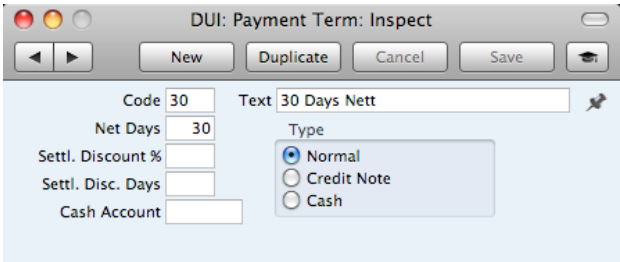 DUI: Payment Term: Inspect
New Duplicate Cancel Save
Code 30 Text 30 Days Nett
Net Days 30 Type
Settl. Discount % Normal
Settl. Disc. Days Credit Note
Cash Account Cash